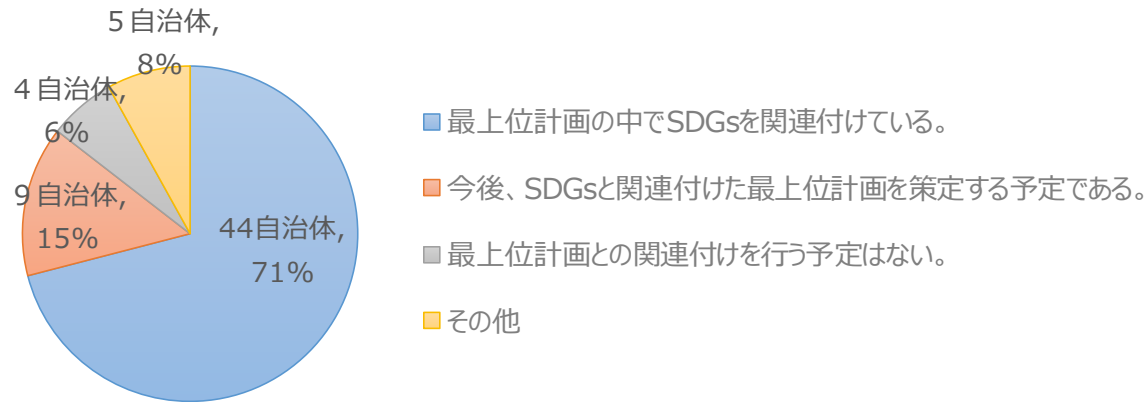 5自治体,
8%
4自治体,
6%
9自治体,
15%
44自治体,
71%
最上位計画の中でSDGsを関連付けている。
今後、SDGsと関連付けた最上位計画を策定する予定である。
最上位計画との関連付けを行う予定はない。
その他